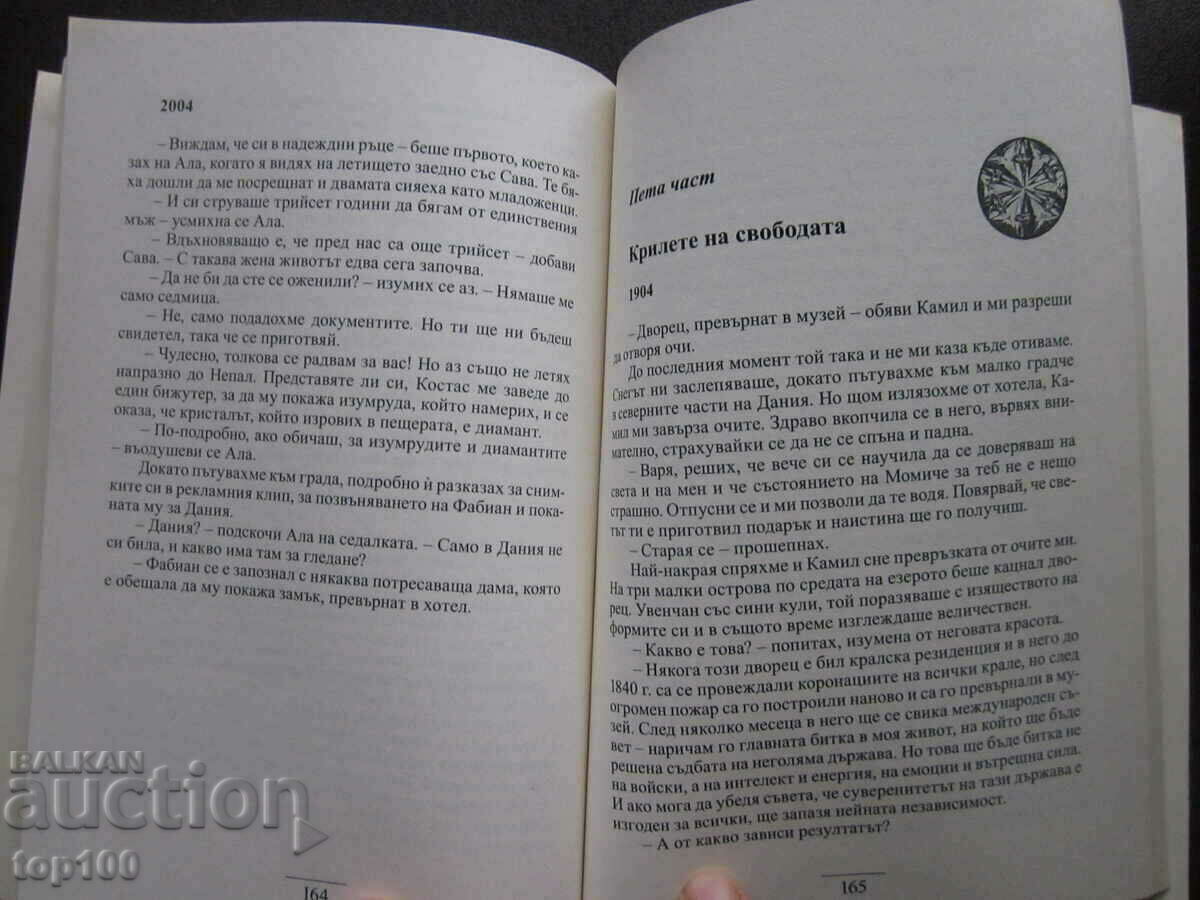 2004
– Виждам, че си в надеждни ръце – беше първото, което ка-
зах на Ала, когато я видях на летището заедно със Сава. Те бя-
ха дошли да ме посрещнат и двамата сияеха като младоженци.
– И си струваше трийсет години да бягам от единствения
мъж – усмихна се Ала.
– Вдъхновяващо е, че пред нас са още трийсет – добави
Сава. – С такава жена животът едва сега започва.
– Да не би да сте се оженили? – изумих се аз. – Нямаше ме
само седмица.
– Не, само подадохме документите. Но ти ще ни бъдеш
свидетел, така че се приготвяй.
– Чудесно, толкова се радвам за вас! Но аз също не летях
напразно до Непал. Представяте ли си, Костас ме заведе до
един бижутер, за да му покажа изумруда, който намерих, и се
оказа, че кристалът, който изрових в пещерата, е диамант.
– По-подробно, ако обичаш, за изумрудите и диамантите
– въодушеви се Ала.
Докато пътувахме към града, подробно ѝ разказах за сним-
ките си в рекламния клип, за позвъняването на Фабиан и пока-
ната му за Дания.
– Дания? – подскочи Ала на седалката. – Само в Дания не
си била, и какво има там за гледане?
– Фабиан се е запознал с някаква потресаваща дама, която
е обещала да му покажа замък, превърнат в хотел.
164
Пета част
Крилете на свободата
1904
– Дворец, превърнат в музей – обяви Камил и ми разреши
да отворя очи.
До последния момент той така и не ми каза къде отиваме.
Снегът ни заслепяваше, докато пътувахме към малко градче
в северните части на Дания. Но щом излязохме от хотела, Ка-
мил ми завърза очите. Здраво вкопчила се в него, вървях вни-
мателно, страхувайки се да не се спъна и падна.
– Варя, реших, че вече си се научила да се доверяваш на
света и на мен и че състоянието на Момиче за теб не е нещо
страшно. Отпусни се и ми позволи да те водя. Повярвай, че све-
тът ти е приготвил подарък и наистина ще го получиш.
– Старая се – прошепнах.
Най-накрая спряхме и Камил сне превръзката от очите ми.
На три малки острова по средата на езерото беше кацнал дво-
рец. Увенчан със сини кули, той поразяваше с изяществото на
формите си и в същото време изглеждаше величествен.
– Какво е това? – попитах, изумена от неговата красота.
– Някога този дворец е бил кралска резиденция и в него до
1840 г. са се провеждали коронациите на всички крале, но след
огромен пожар са го построили наново и са го превърнали в му-
зей. След няколко месеца в него ще се свика международен съ-
вет – наричам го главната битка в моя живот, на който ще бъде
решена съдбата на неголяма държава. Но това ще бъде битка не
на войски, а на интелект и енергия, на емоции и вътрешна сила.
И ако мога да убедя съвета, че суверенитетът на тази държава е
изгоден за всички, ще запазя нейната независимост.
– А от какво зависи резултатът?
165
BALKAN
auction
top100